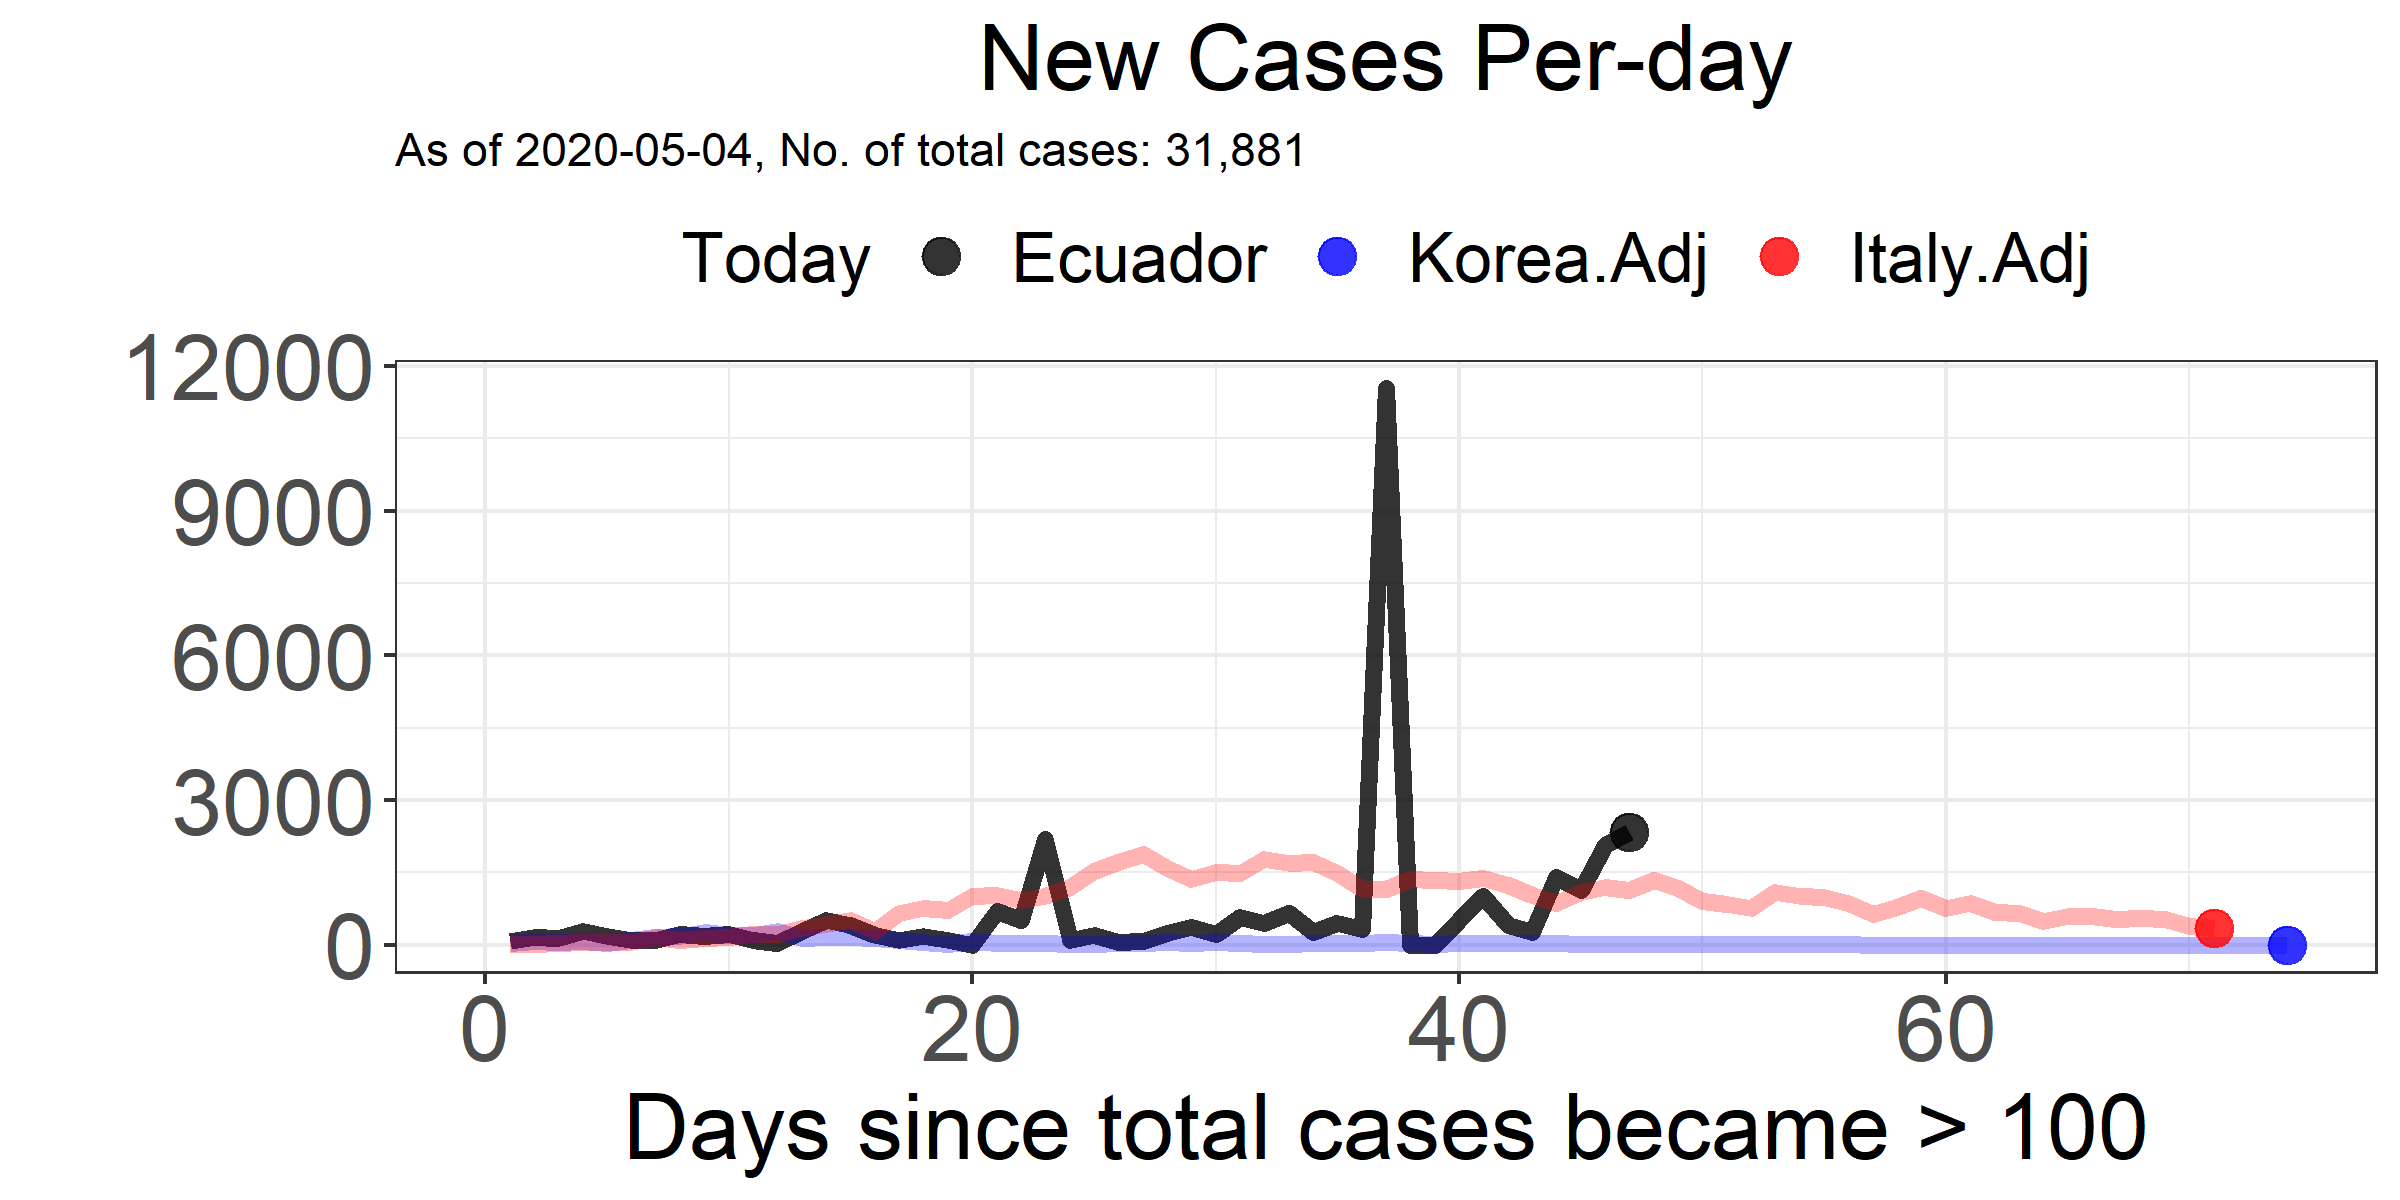 New Cases Per-day
As of 2020-05-04, No. of total cases: 31,881
Today Ecuador Korea.Adj Italy.Adj
12000
9000
6000
3000
0
0 20 40 60
Days since total cases became > 100